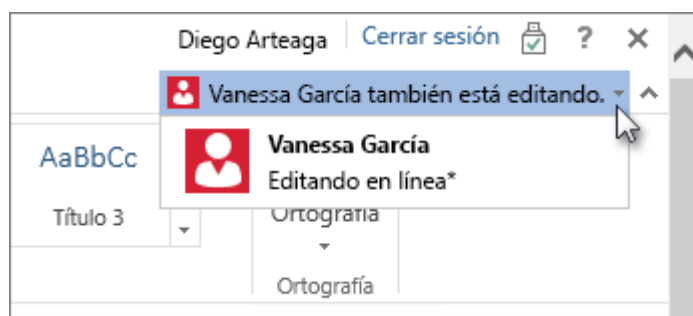 Diego Arteaga Cerrar sesión ?
Vanessa García también está editando.
Vanessa García
Editando en línea*
AaBbCc
Título 3
Ortografía
Ortografía